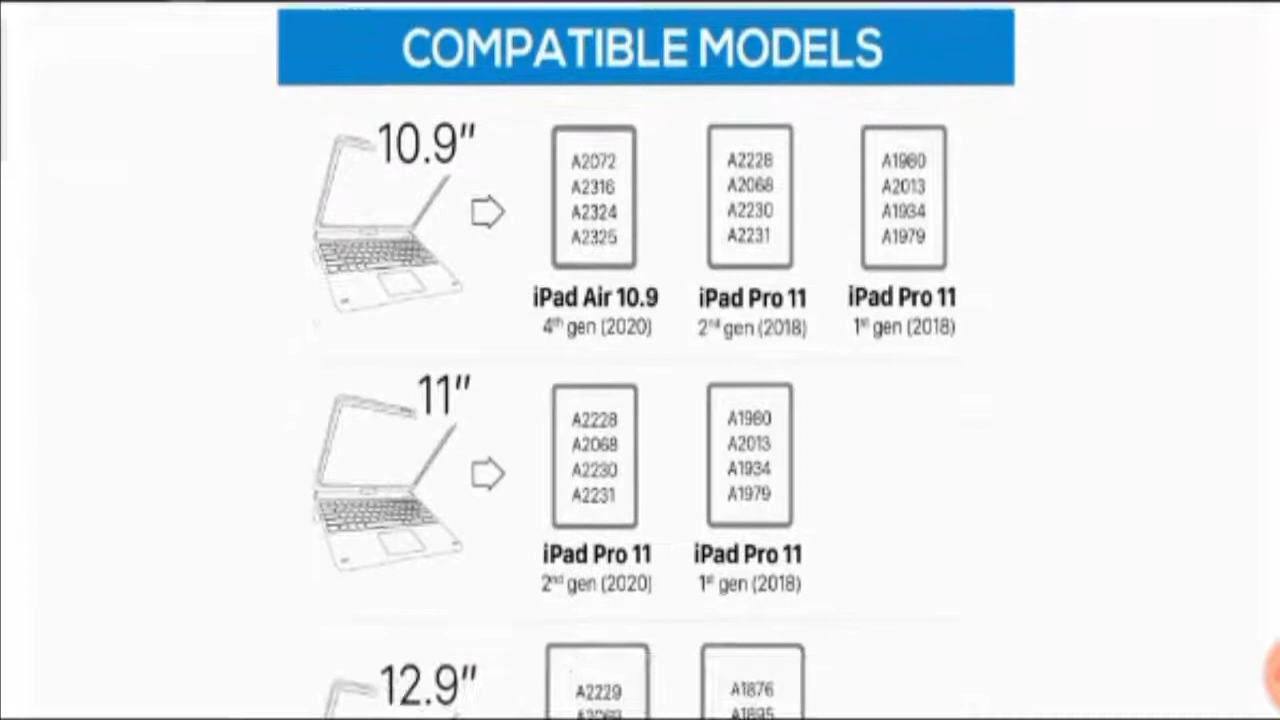 COMPATIBLE MODELS
10.9"
A2072
A2316
A2324
A2325
iPad Air 10.9
4th gen (2020)
A2228
A2068
A2230
A2231
iPad Pro 11
2nd gen (2018)
A1980
A2013
A1934
A1979
iPad Pro 11
1st gen (2018)
11"
A2228
A2068
A2230
A2231
iPad Pro 11
2nd gen (2020)
A1980
A2013
A1934
A1979
iPad Pro 11
1st gen (2018)
12.9"
A2229
A1876
A1895